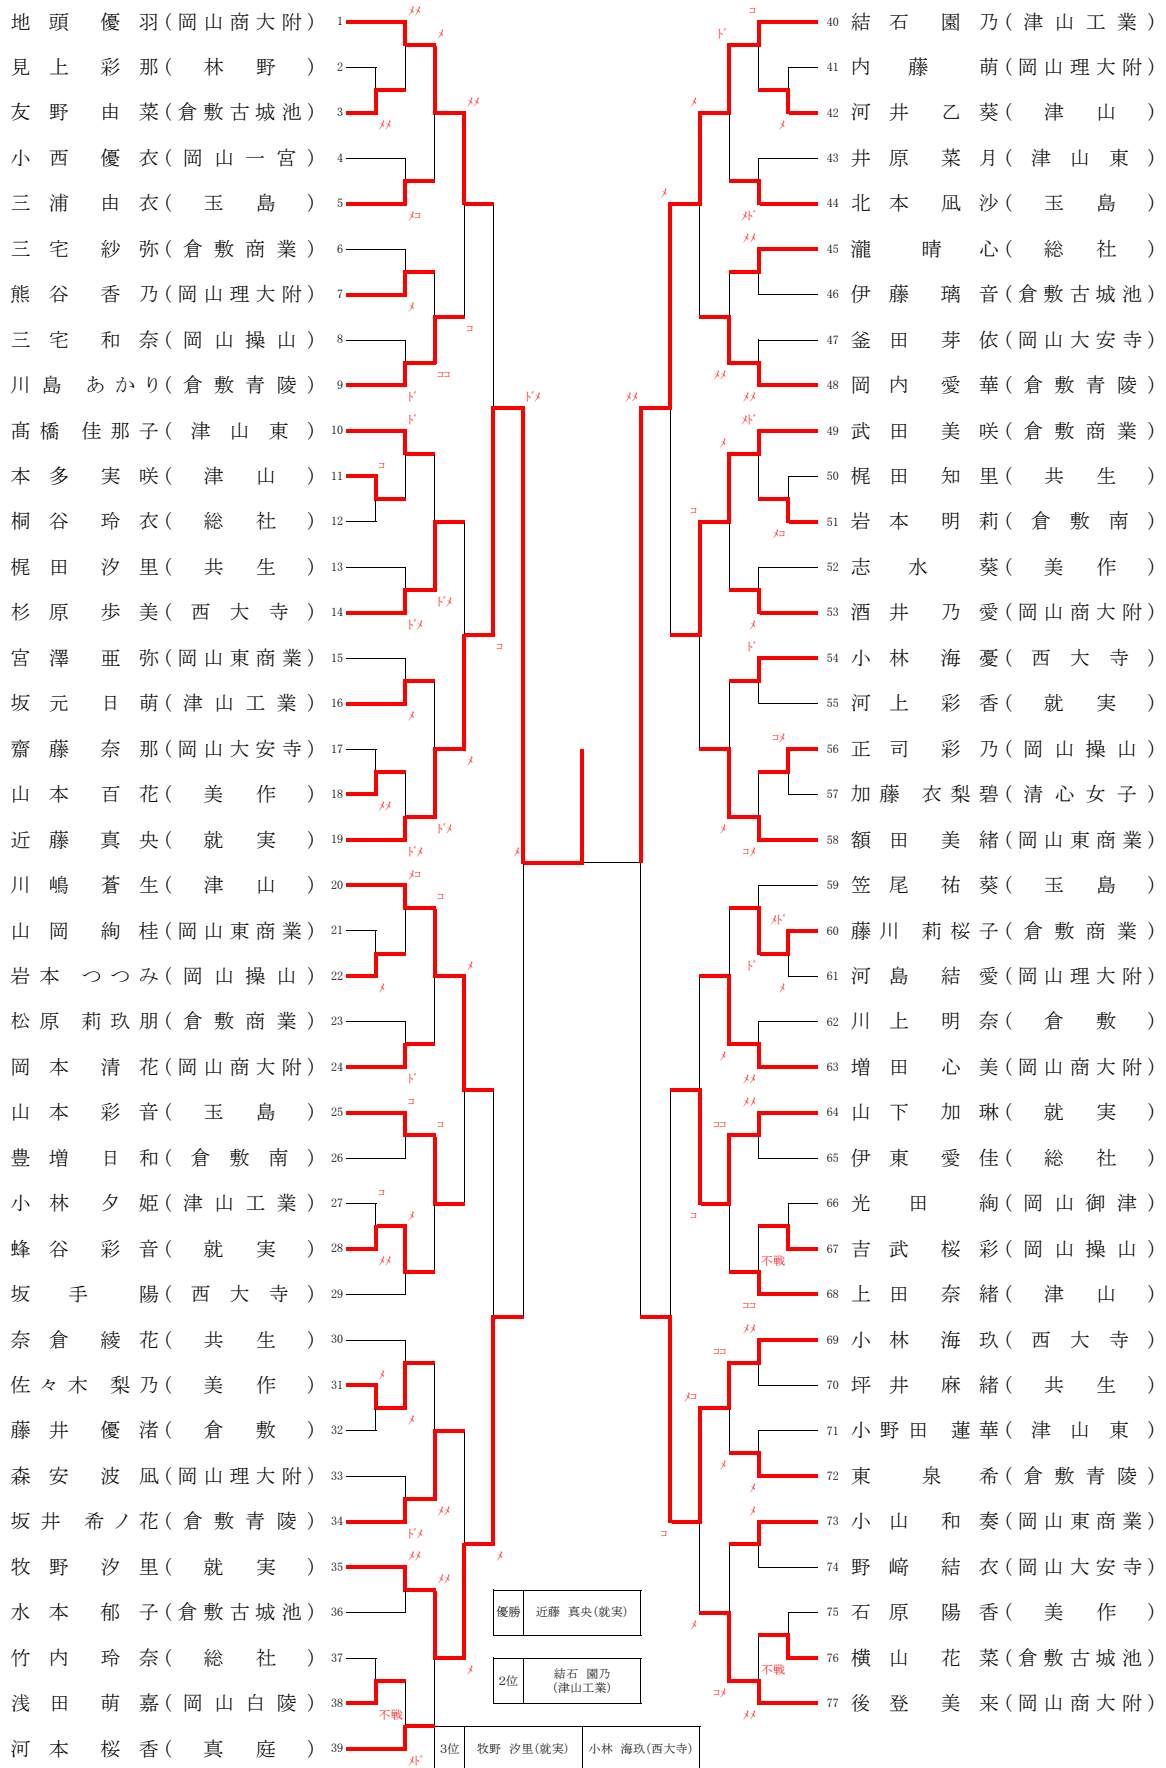 地頭 優羽(岡山商大附) 1
見上 彩那(林野) 2
友野 由菜(倉敷古城池) 3
小西 優衣(岡山一宮) 4
三浦 由衣(玉島) 5
三宅 紗弥(倉敷商業) 6
熊谷 香乃(岡山理大附) 7
三宅 和奈(岡山操山) 8
川島 あかり(倉敷青陵) 9
髙橋 佳那子(津山東) 10
本多 実咲(津山) 11
桐谷 玲衣(総社) 12
梶田 汐里(共生) 13
杉原 歩美(西大寺) 14
宮澤 亜弥(岡山東商業) 15
坂元 日萌(津山工業) 16
齋藤 奈那(岡山大安寺) 17
山本 百花(美作) 18
近藤 真央(就実) 19
川嶋 蒼生(津山) 20
山岡 絢桂(岡山東商業) 21
岩本 つつみ(岡山操山) 22
松原 莉玖朋(倉敷商業) 23
岡本 清花(岡山商大附) 24
山本 彩音(玉島) 25
豊増 日和(倉敷南) 26
小林 夕姫(津山工業) 27
蜂谷 彩音(就実) 28
坂手 陽(西大寺) 29
奈倉 綾花(共生) 30
佐々木 梨乃(美作) 31
藤井 優渚(倉敷) 32
森安 波凪(岡山理大附) 33
坂井 希ノ花(倉敷青陵) 34
牧野 汐里(就実) 35
水本 郁子(倉敷古城池) 36
竹内 玲奈(総社) 37
浅田 萌嘉(岡山白陵) 38
河本 桜香(真庭) 39
40 結石 園乃(津山工業)
41 内藤 萌(岡山理大附)
42 河井 乙葵(津山)
43 井原 菜月(津山東)
44 北本 凪沙(玉島)
45 瀧 晴心(総社)
46 伊藤 璃音(倉敷古城池)
47 釜田 芽依(岡山大安寺)
48 岡内 愛華(倉敷青陵)
49 武田 美咲(倉敷商業)
50 梶田 知里(共生)
51 岩本 明莉(倉敷南)
52 志水 葵(美作)
53 酒井 乃愛(岡山商大附)
54 小林 海憂(西大寺)
55 河上 彩香(就実)
56 正司 彩乃(岡山操山)
57 加藤 衣梨碧(清心女子)
58 額田 美緒(岡山東商業)
59 笠尾 祐葵(玉島)
60 藤川 莉桜子(倉敷商業)
61 河島 結愛(岡山理大附)
62 川上 明奈(倉敷)
63 増田 心美(岡山商大附)
64 山下 加琳(就実)
65 伊東 愛佳(総社)
66 光田 絢(岡山御津)
67 吉武 桜彩(岡山操山)
68 上田 奈緒(津山)
69 小林 海玖(西大寺)
70 坪井 麻緒(共生)
71 小野田 蓮華(津山東)
72 東 泉希(倉敷青陵)
73 小山 和奏(岡山東商業)
74 野﨑 結衣(岡山大安寺)
75 石原 陽香(美作)
76 横山 花菜(倉敷古城池)
77 後登 美来(岡山商大附)
不戦
不戦
不戦
優勝 近藤 真央(就実)
2位 結石 園乃
(津山工業)
3位 牧野 汐里(就実) 小林 海玖(西大寺)